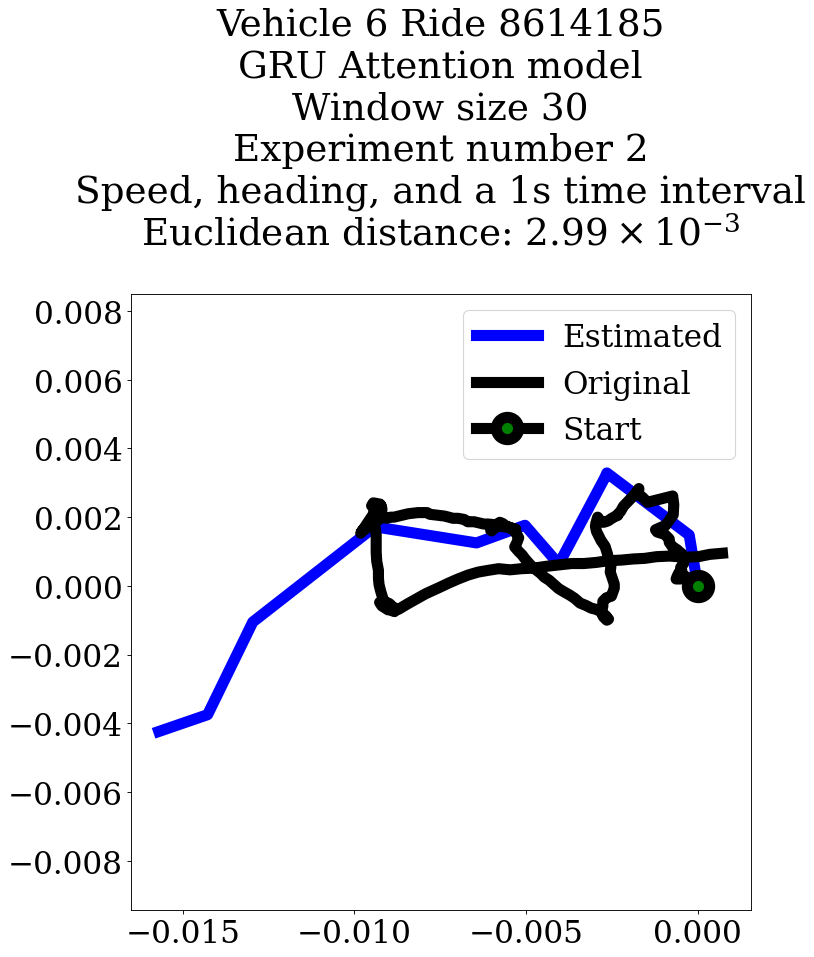 Vehicle 6 Ride 8614185
GRU Attention model
Window size 30
Experiment number 2
Speed, heading, and a 1s time interval
Euclidean distance: 2.99 × 10⁻³
Estimated
Original
Start
0.008
0.006
0.004
0.002
0.000
−0.002
−0.004
−0.006
−0.008
−0.015 −0.010 −0.005 0.000